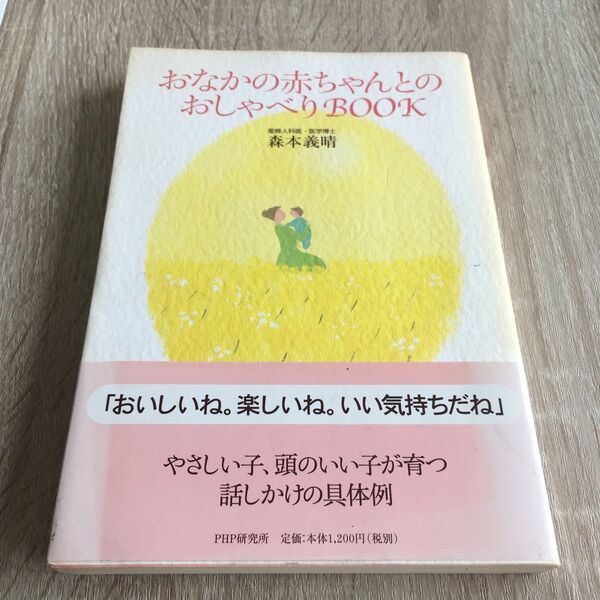 おなかの赤ちゃんとの
おしゃべりBOOK
産婦人科医・医学博士
森本義晴
「おいしいね。楽しいね。いい気持ちだね」
やさしい子、頭のいい子が育つ
話しかけの具体例
PHP研究所 定価:本体1,200円(税別)